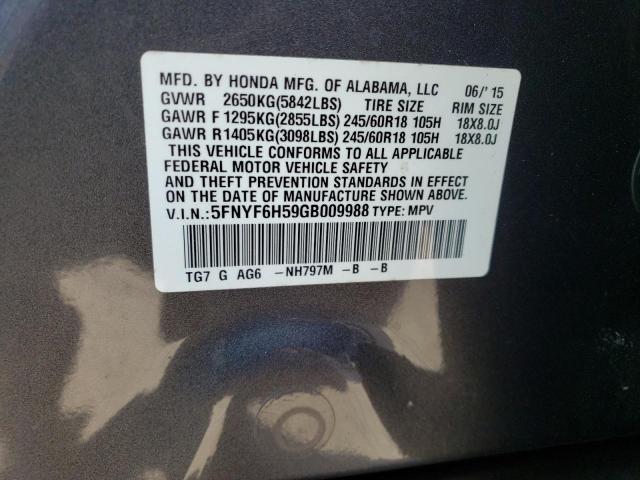 MFD. BY HONDA MFG. OF ALABAMA, LLC 06/'15
GVWR 2650KG(5842LBS) TIRE SIZE RIM SIZE
GAWR F 1295KG(2855LBS) 245/60R18 105H 18X8.0J
GAWR R 1405KG(3098LBS) 245/60R18 105H 18X8.0J
THIS VEHICLE CONFORMS TO ALL APPLICABLE
FEDERAL MOTOR VEHICLE SAFETY
AND THEFT PREVENTION STANDARDS IN EFFECT
ON THE DATE OF MANUFACTURE SHOWN ABOVE.
V.I.N.: 5FNYF6H59GB009988 TYPE: MPV
TG7 G AG6 -NH797M -B -B